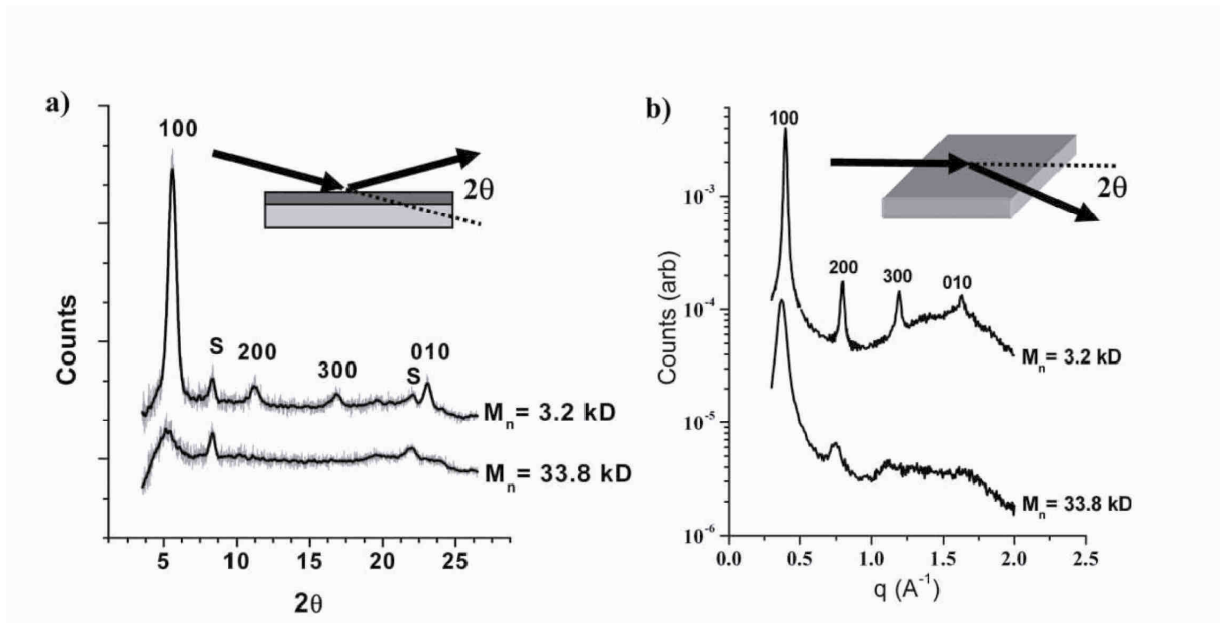 a)
100
2θ
S 200
300
010
S
Mn= 3.2 kD
Mn= 33.8 kD
Counts
5 10 15 20 25
2θ
b)
100
2θ
200
300
010
Mn= 3.2 kD
Mn= 33.8 kD
Counts (arb)
10-3
10-4
10-5
10-6
0.0 0.5 1.0 1.5 2.0 2.5
q (A-1)